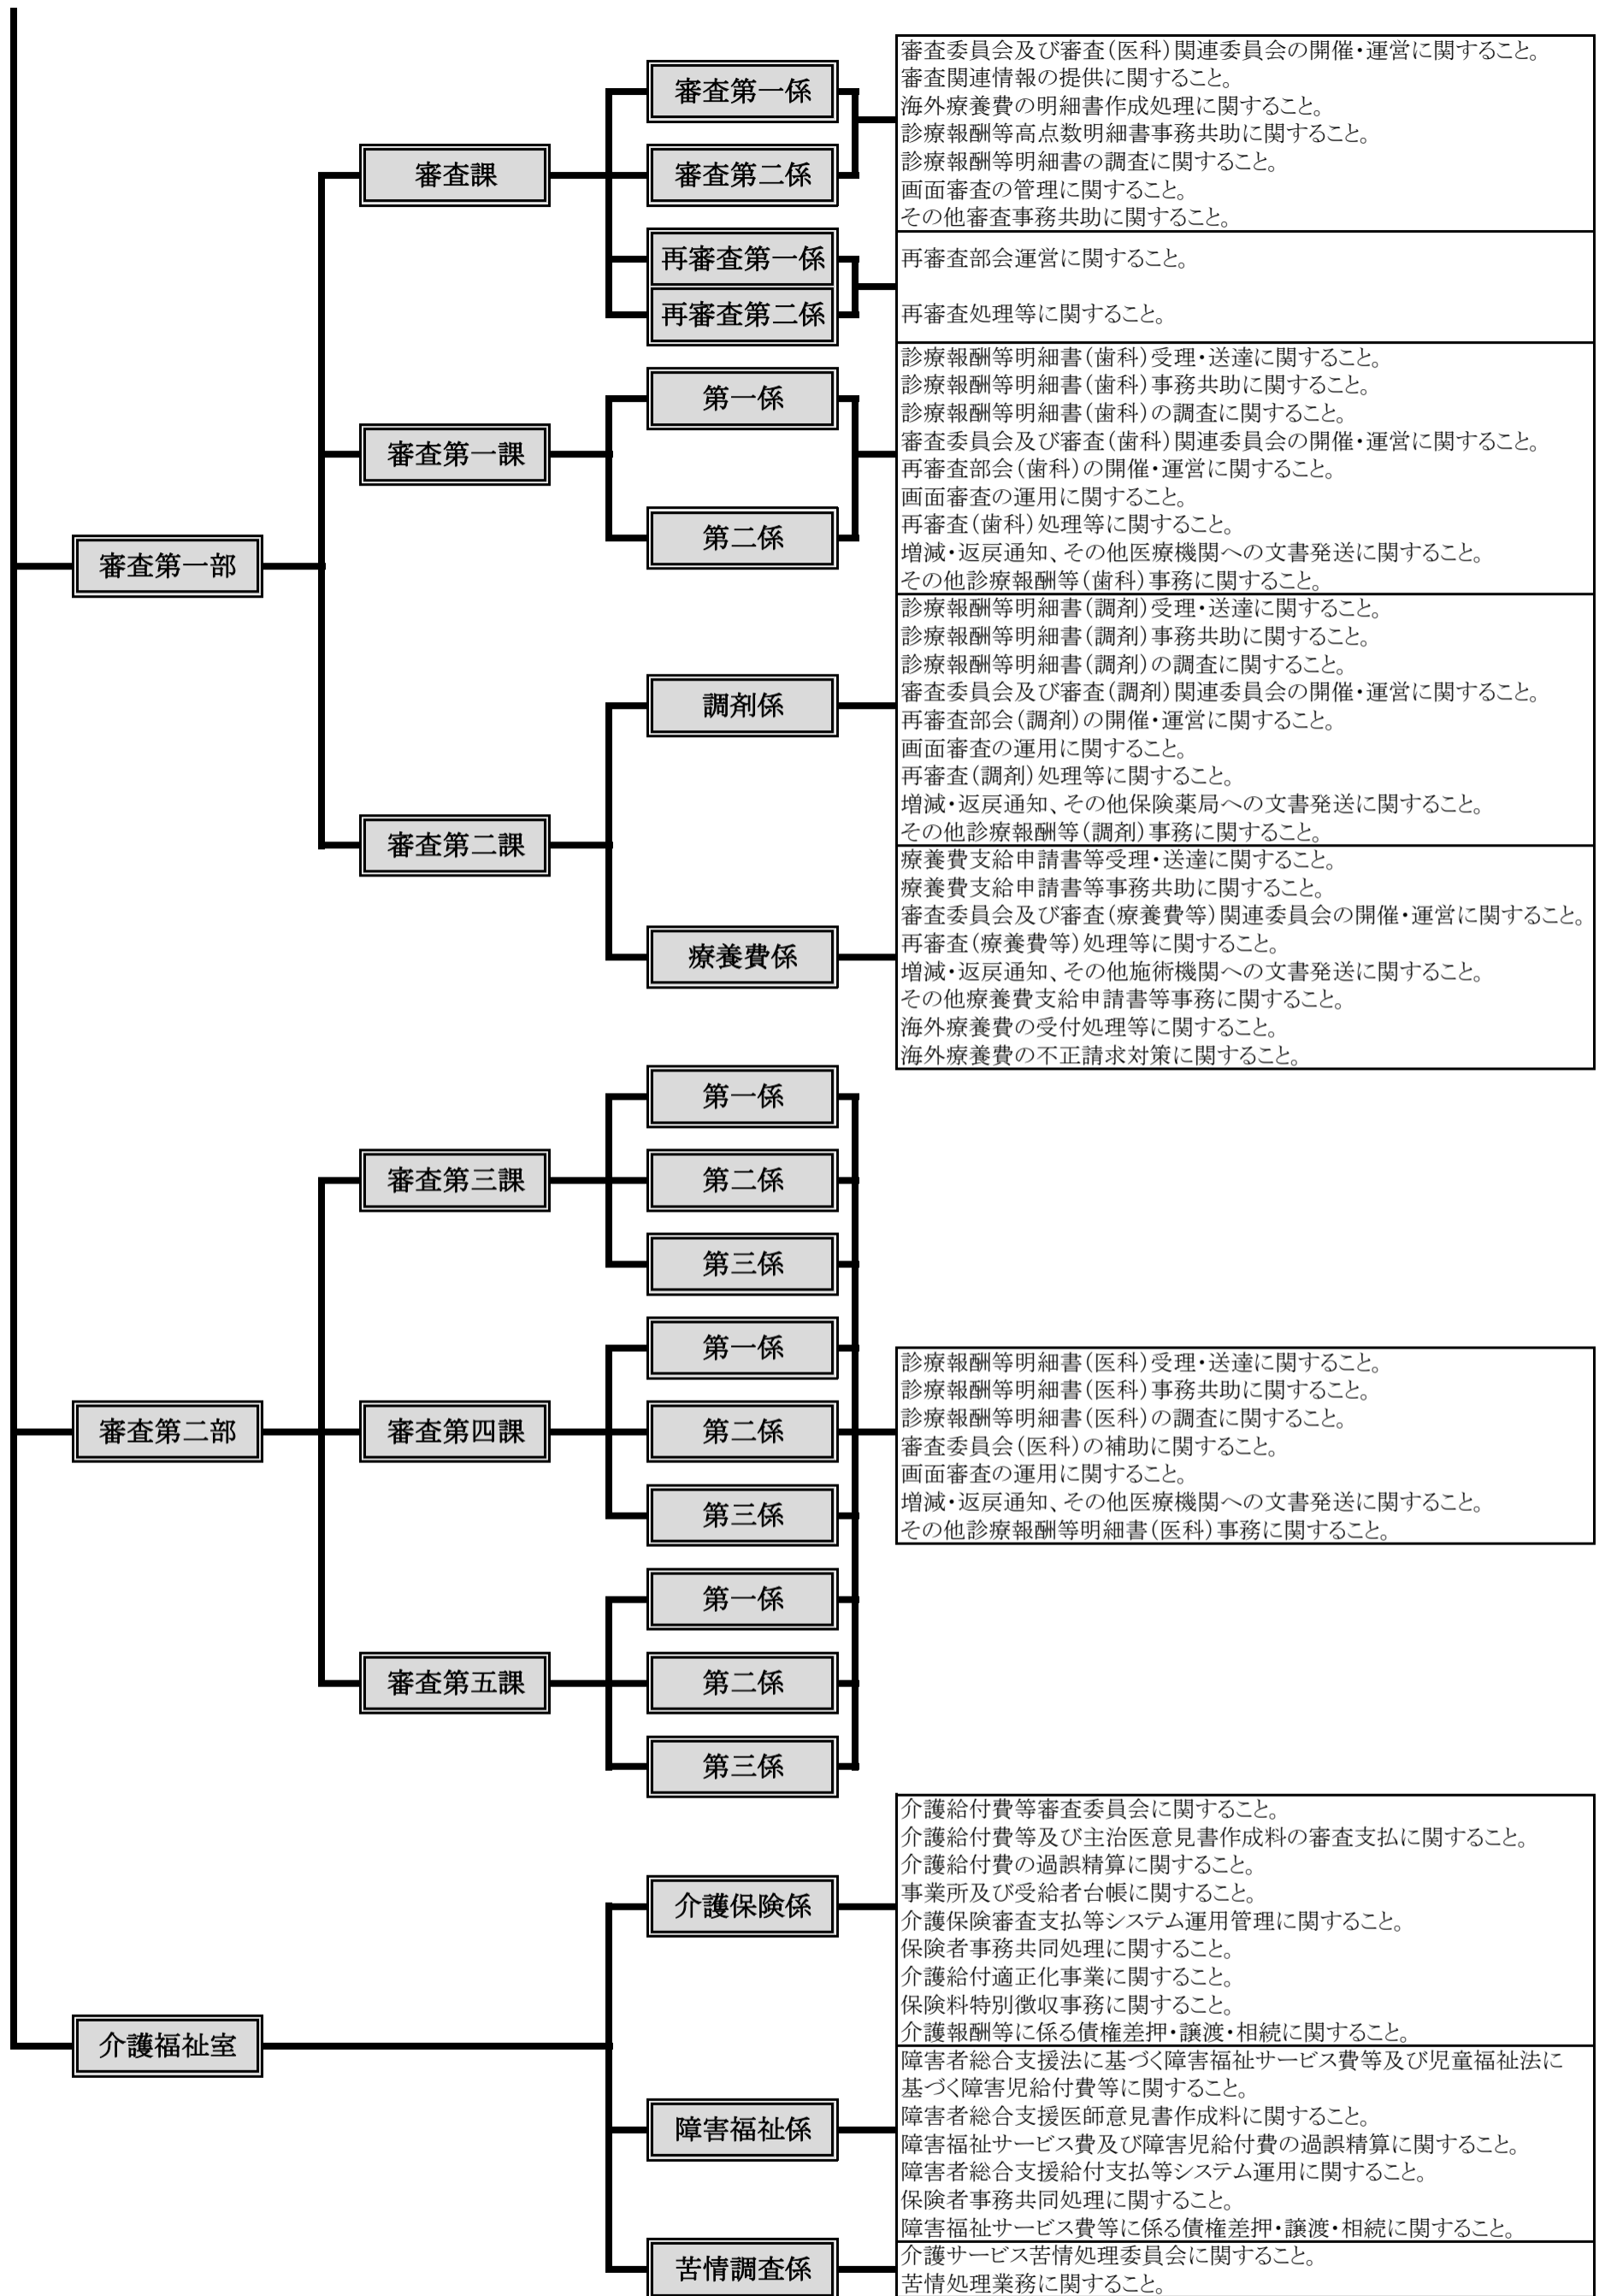 審査第一部
審査課
審査第一係
審査第二係
審査委員会及び審査（医科）関連委員会の開催・運営に関すること。
審査関連情報の提供に関すること。
海外療養費の明細書作成処理に関すること。
診療報酬等高点数明細書事務共助に関すること。
診療報酬等明細書の調査に関すること。
画面審査の管理に関すること。
その他審査事務共助に関すること。
再審査第一係
再審査第二係
再審査部会運営に関すること。
再審査処理等に関すること。
審査第一課
第一係
第二係
診療報酬等明細書（歯科）受理・送達に関すること。
診療報酬等明細書（歯科）事務共助に関すること。
診療報酬等明細書（歯科）の調査に関すること。
審査委員会及び審査（歯科）関連委員会の開催・運営に関すること。
再審査部会（歯科）の開催・運営に関すること。
画面審査の運用に関すること。
再審査（歯科）処理等に関すること。
増減・返戻通知、その他医療機関への文書発送に関すること。
その他診療報酬等（歯科）事務に関すること。
審査第二課
調剤係
診療報酬等明細書（調剤）受理・送達に関すること。
診療報酬等明細書（調剤）事務共助に関すること。
診療報酬等明細書（調剤）の調査に関すること。
審査委員会及び審査（調剤）関連委員会の開催・運営に関すること。
再審査部会（調剤）の開催・運営に関すること。
画面審査の運用に関すること。
再審査（調剤）処理等に関すること。
増減・返戻通知、その他保険薬局への文書発送に関すること。
その他診療報酬等（調剤）事務に関すること。
療養費係
療養費支給申請書等受理・送達に関すること。
療養費支給申請書等事務共助に関すること。
審査委員会及び審査（療養費等）関連委員会の開催・運営に関すること。
再審査（療養費等）処理等に関すること。
増減・返戻通知、その他施術機関への文書発送に関すること。
その他療養費支給申請書等事務に関すること。
海外療養費の受付処理等に関すること。
海外療養費の不正請求対策に関すること。
審査第二部
審査第三課
第一係
第二係
第三係
審査第四課
第一係
第二係
第三係
審査第五課
第一係
第二係
第三係
診療報酬等明細書（医科）受理・送達に関すること。
診療報酬等明細書（医科）事務共助に関すること。
診療報酬等明細書（医科）の調査に関すること。
審査委員会（医科）の補助に関すること。
画面審査の運用に関すること。
増減・返戻通知、その他医療機関への文書発送に関すること。
その他診療報酬等明細書（医科）事務に関すること。
介護福祉室
介護保険係
介護給付費等審査委員会に関すること。
介護給付費等及び主治医意見書作成料の審査支払に関すること。
介護給付費の過誤精算に関すること。
事業所及び受給者台帳に関すること。
介護保険審査支払等システム運用管理に関すること。
保険者事務共同処理に関すること。
介護給付適正化事業に関すること。
保険料特別徴収事務に関すること。
介護報酬等に係る債権差押・譲渡・相続に関すること。
障害福祉係
障害者総合支援法に基づく障害福祉サービス費等及び児童福祉法に
基づく障害児給付費等に関すること。
障害者総合支援医師意見書作成料に関すること。
障害福祉サービス費及び障害児給付費の過誤精算に関すること。
障害者総合支援給付支払等システム運用に関すること。
保険者事務共同処理に関すること。
障害福祉サービス費等に係る債権差押・譲渡・相続に関すること。
苦情調査係
介護サービス苦情処理委員会に関すること。
苦情処理業務に関すること。